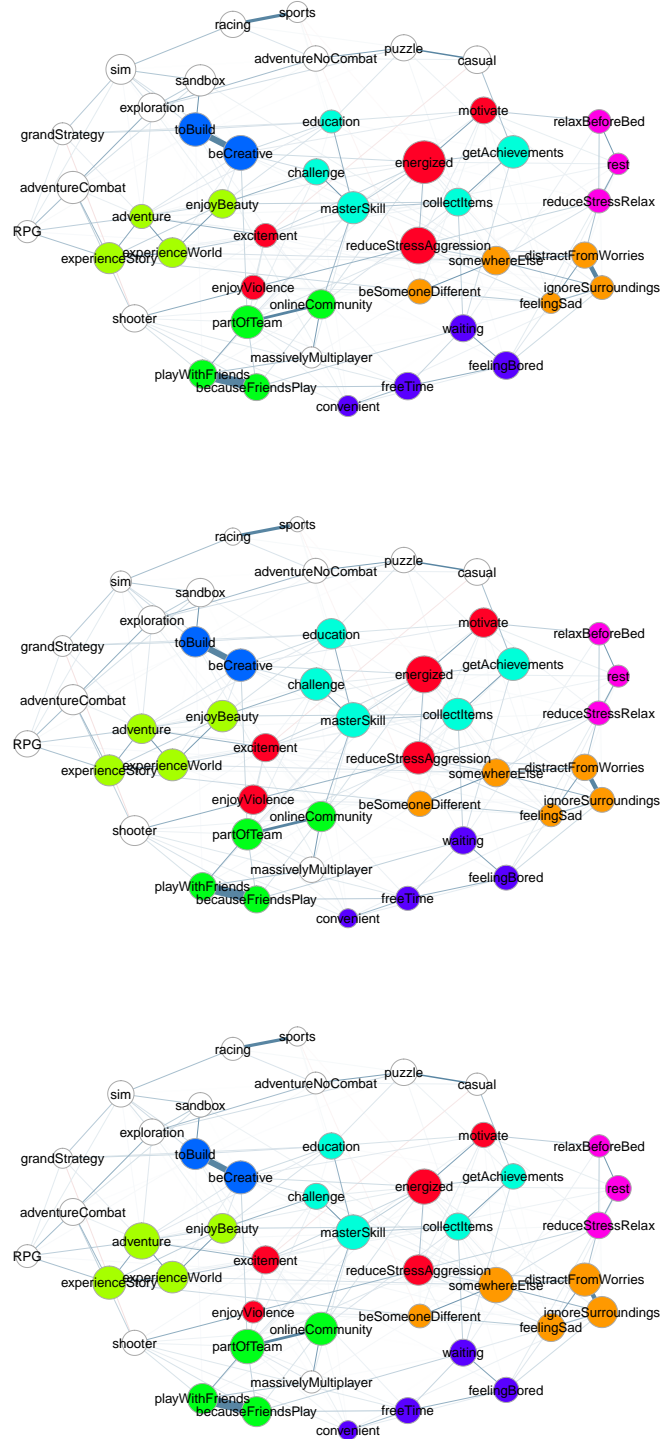 sports
racing
puzzle
adventureNoCombat
casual
sim
sandbox
exploration
motivate
education
toBuild
relaxBeforeBed
grandStrategy
beCreative
getAchievements
energized
rest
challenge
adventureCombat
enjoyBeauty
collectItems
reduceStressRelax
masterSkill
adventure
RPG
excitement
reduceStressAggression
experienceWorld
experienceStory
somewhereElse
distractFromWorries
enjoyViolence
beSomeoneDifferent
ignoreSurroundings
onlineCommunity
feelingSad
shooter
partOfTeam
waiting
massivelyMultiplayer
feelingBored
playWithFriends
becauseFriendsPlay
freeTime
convenient
sports
racing
puzzle
adventureNoCombat
casual
sim
sandbox
exploration
motivate
education
toBuild
relaxBeforeBed
grandStrategy
beCreative
getAchievements
energized
rest
challenge
adventureCombat
enjoyBeauty
collectItems
reduceStressRelax
masterSkill
adventure
RPG
excitement
reduceStressAggression
experienceWorld
experienceStory
somewhereElse
distractFromWorries
enjoyViolence
beSomeoneDifferent
ignoreSurroundings
onlineCommunity
feelingSad
shooter
partOfTeam
waiting
massivelyMultiplayer
feelingBored
playWithFriends
becauseFriendsPlay
freeTime
convenient
sports
racing
puzzle
adventureNoCombat
casual
sim
sandbox
exploration
motivate
education
toBuild
relaxBeforeBed
grandStrategy
beCreative
getAchievements
energized
rest
challenge
adventureCombat
enjoyBeauty
collectItems
reduceStressRelax
masterSkill
adventure
RPG
excitement
reduceStressAggression
experienceWorld
experienceStory
somewhereElse
distractFromWorries
enjoyViolence
beSomeoneDifferent
ignoreSurroundings
onlineCommunity
feelingSad
shooter
partOfTeam
waiting
massivelyMultiplayer
feelingBored
playWithFriends
becauseFriendsPlay
freeTime
convenient